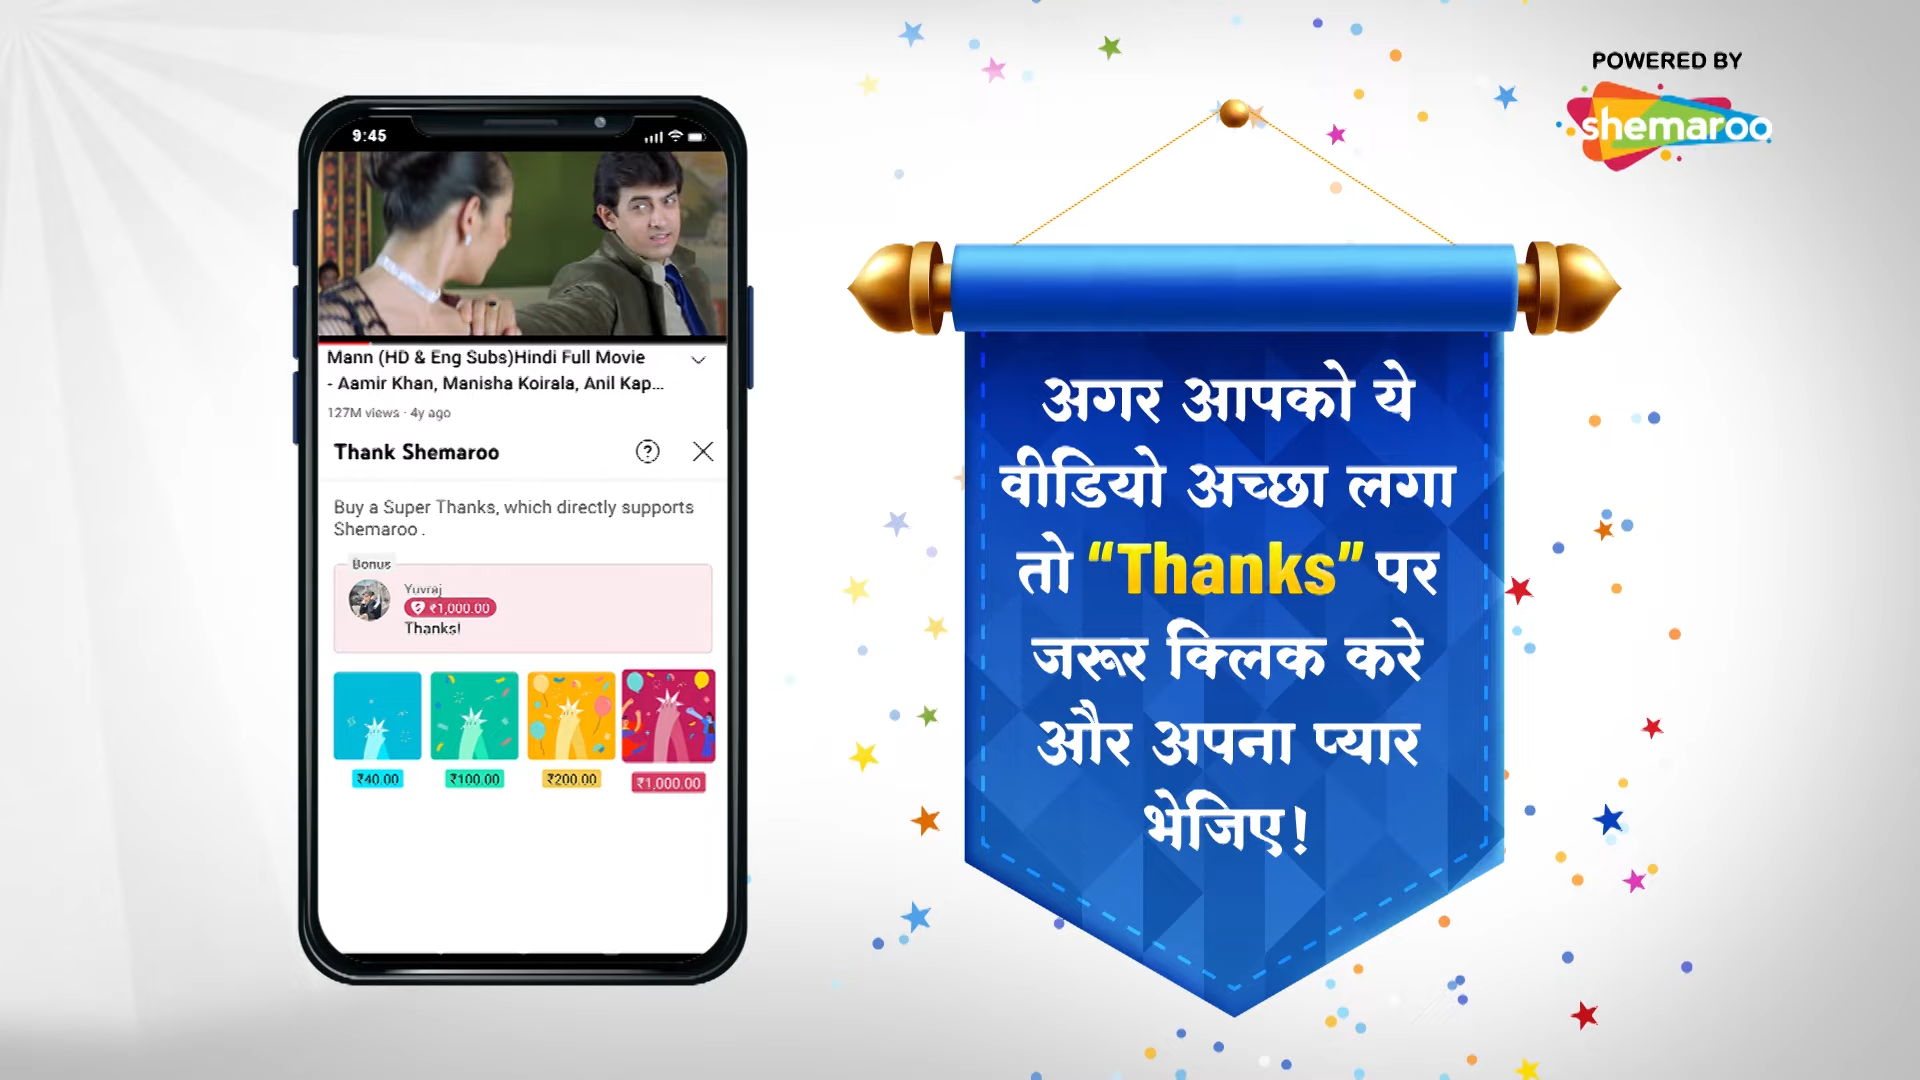 9:45
Mann (HD & Eng Subs)Hindi Full Movie
- Aamir Khan, Manisha Koirala, Anil Kap...
127M views · 4y ago
Thank Shemaroo
Buy a Super Thanks, which directly supports
Shemaroo .
Bonus
Yuvraj
₹1,000.00
Thanks!
₹40.00 ₹100.00 ₹200.00 ₹1,000.00
POWERED BY
shemaroo
अगर आपको ये
वीडियो अच्छा लगा
तो “Thanks” पर
जरूर क्लिक करे
और अपना प्यार
भेजिए!